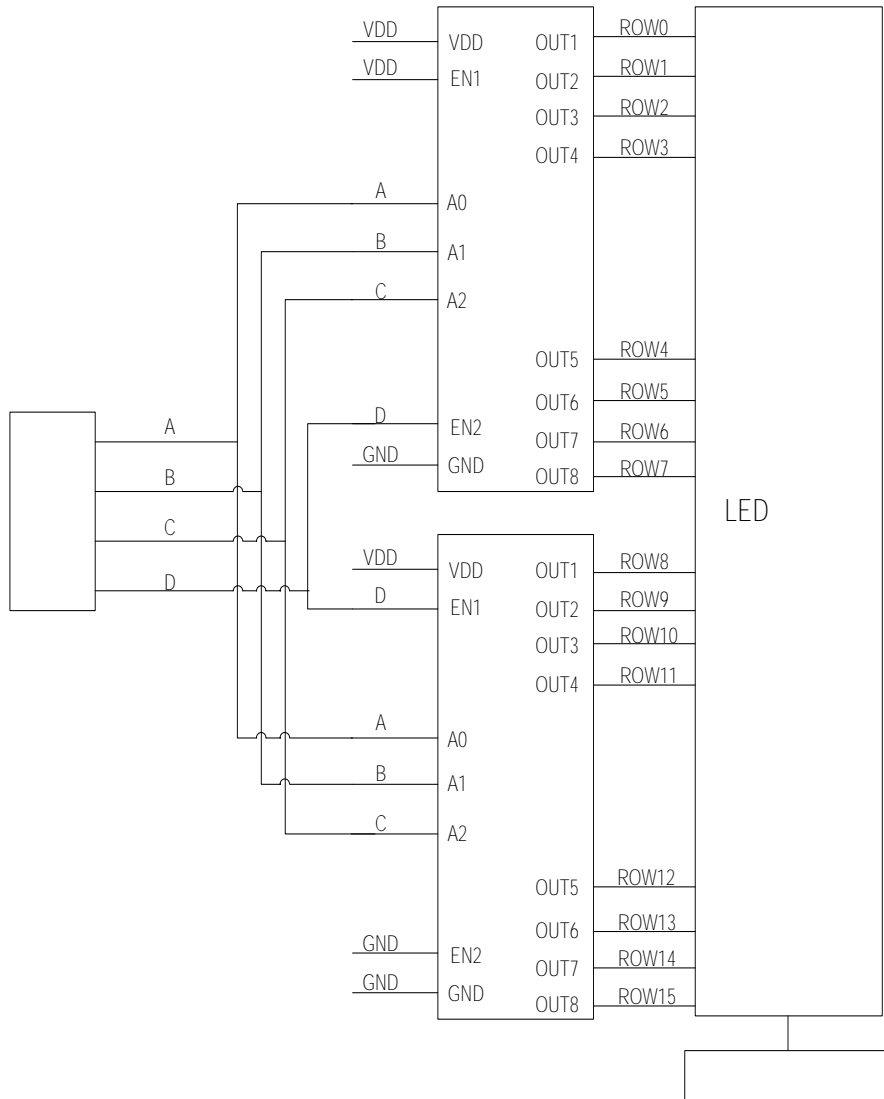 VDD
VDD OUT1 ROW0
VDD
EN1 OUT2 ROW1
OUT3 ROW2
OUT4 ROW3
A
A0
B
A1
C
A2
OUT5 ROW4
OUT6 ROW5
D
EN2
OUT7 ROW6
GND
GND
OUT8 ROW7
A
B
C
D
LED
VDD
VDD OUT1 ROW8
D
EN1 OUT2 ROW9
OUT3 ROW10
OUT4 ROW11
A
A0
B
A1
C
A2
OUT5 ROW12
OUT6 ROW13
GND
EN2
OUT7 ROW14
GND
GND
OUT8 ROW15